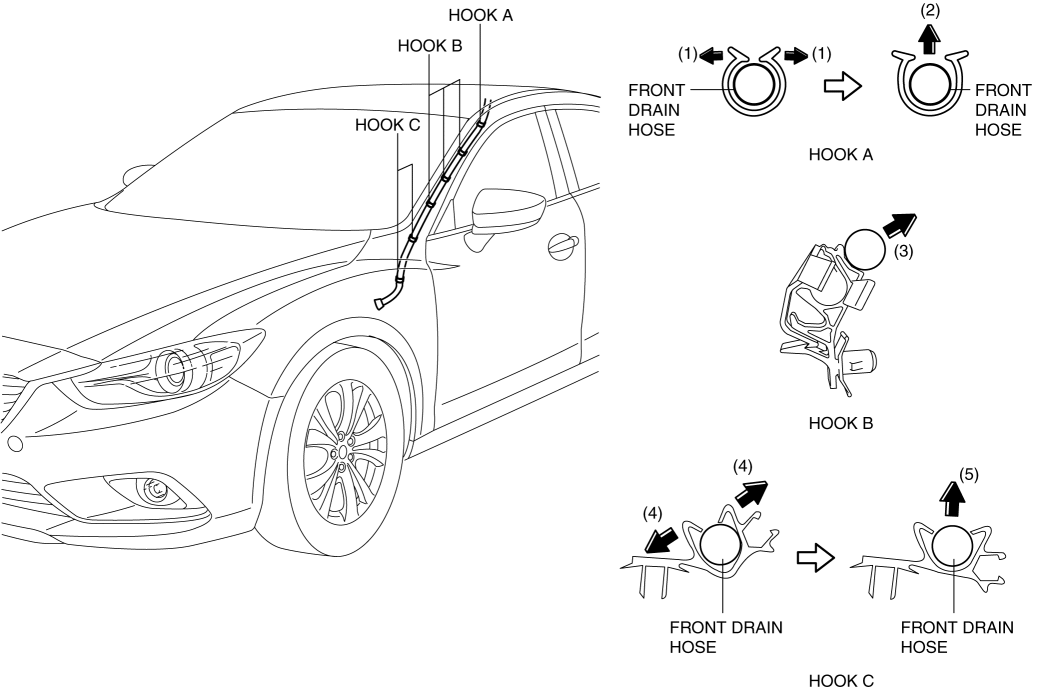 HOOK A
HOOK B
HOOK C
(1)
(1)
(2)
FRONT
DRAIN
HOSE
FRONT
DRAIN
HOSE
HOOK A
(3)
HOOK B
(4)
(4)
(5)
FRONT DRAIN
HOSE
FRONT DRAIN
HOSE
HOOK C